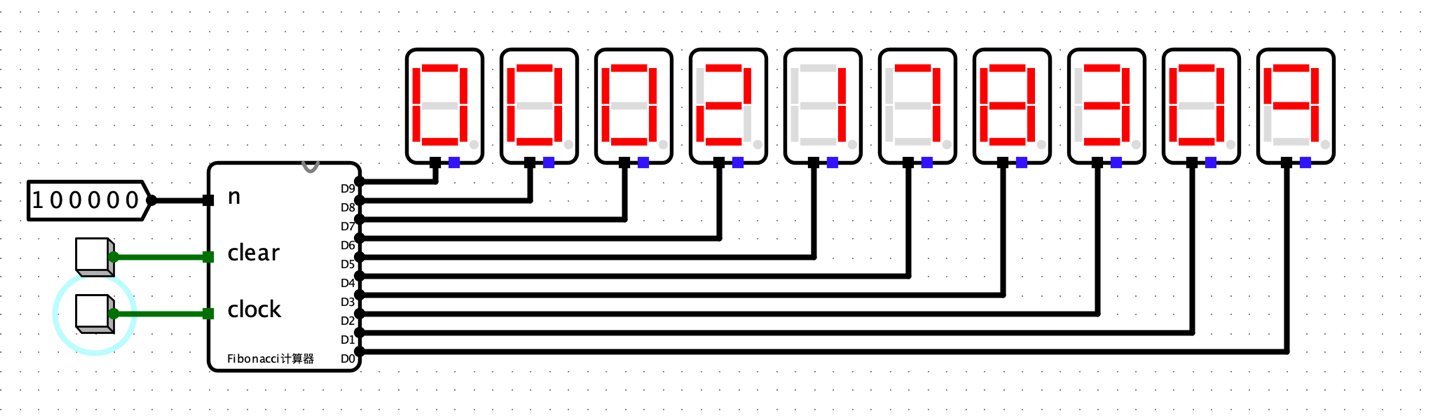 0002178309
100000
n
clear
clock
Fibonacci计算器
D9
D8
D7
D6
D5
D4
D3
D2
D1
D0